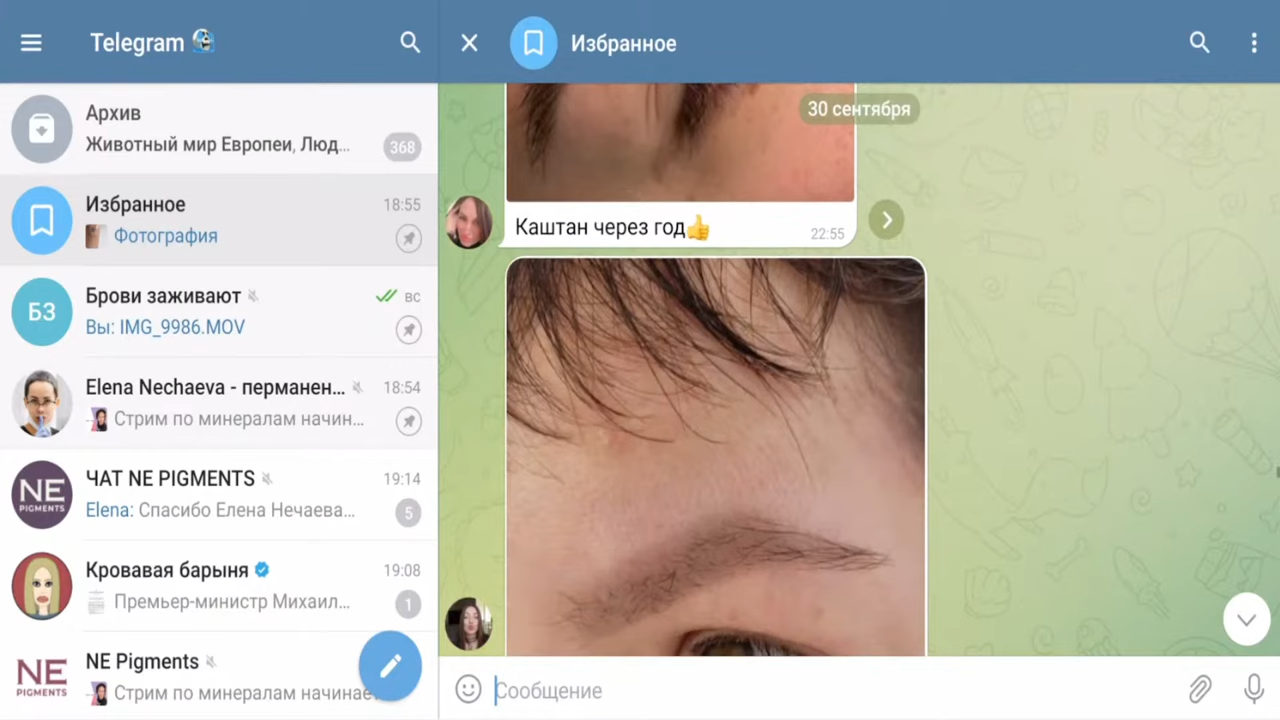 Telegram
Архив
Животный мир Европеи, Люд...
368
Избранное
18:55
Фотография
БЗ
Брови заживают
вс
Вы: IMG_9986.MOV
Elena Nechaeva - перманен...
18:54
Стрим по минералам начин...
NE
PIGMENTS
ЧАТ NE PIGMENTS
19:14
Elena: Спасибо Елена Нечаева...
5
Кровавая барыня
19:08
Премьер-министр Михаил...
1
NE
PIGMENTS
NE Pigments
Стрим по минералам начинае
Избранное
30 сентября
Каштан через год👍
22:55
Сообщение